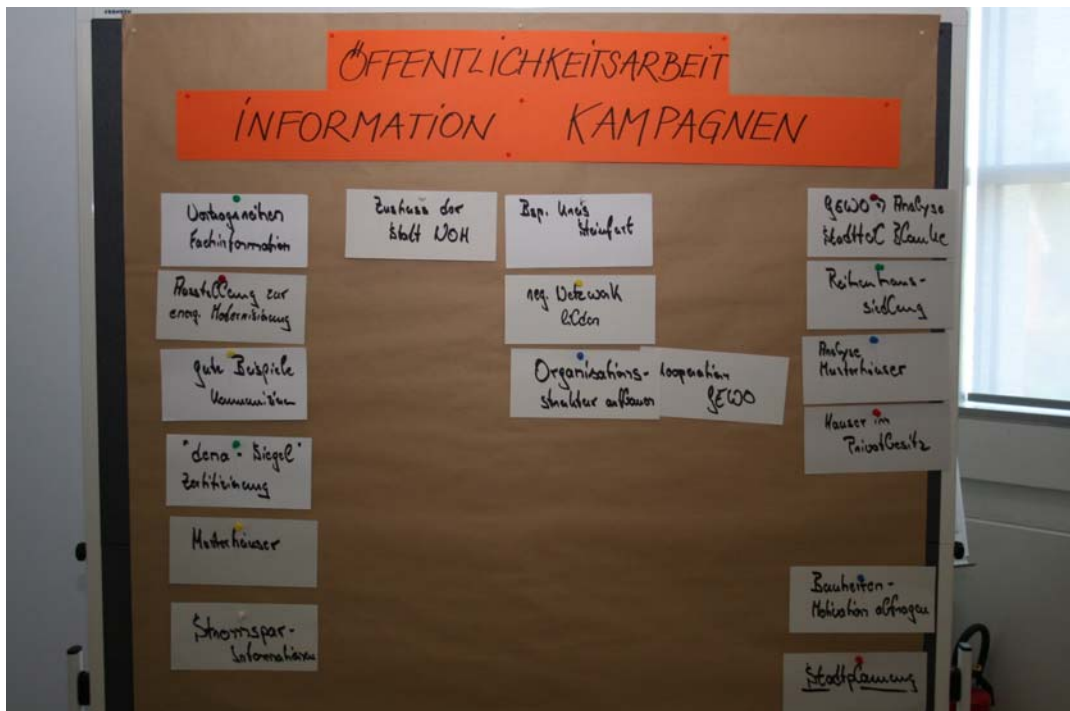 ÖFFENTLICHKEITSARBEIT
INFORMATION KAMPAGNEN
Vortragsreihen
Fachinformation
Ausstellung zur
energ. Modernisierung
gute Beispiele
kommunizieren
"dena-Siegel"
Zertifizierung
Musterhäuser
Stromspar-
Informationen
Zuschuss der
Stadt
Bsp. Kreis
Steinfurt
reg. Netzwerk
bilden
Organisations-
struktur aufbauen
Kooperation
GEWO
GEWO Analyse
Stadtteil
Reihenhaus-
siedlung
Analyse
Musterhäuser
Häuser im
Privatbesitz
Bauherren-
Motivation abfragen
Stadtplanung